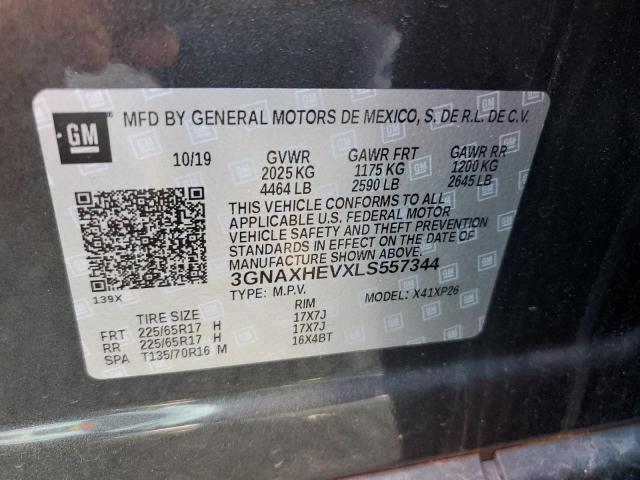 GM
MFD BY GENERAL MOTORS DE MEXICO, S. DE R.L. DE C.V.
10/19 GVWR GAWR FRT GAWR RR
2025 KG 1175 KG 1200 KG
4464 LB 2590 LB 2645 LB
THIS VEHICLE CONFORMS TO ALL
APPLICABLE U.S. FEDERAL MOTOR
VEHICLE SAFETY AND THEFT PREVENTION
STANDARDS IN EFFECT ON THE DATE OF
MANUFACTURE SHOWN ABOVE.
3GNAXHEVXLS557344
139X TYPE: M.P.V. MODEL: X41XP26
TIRE SIZE RIM
FRT 225/65R17 H 17X7J
RR 225/65R17 H 17X7J
SPA T135/70R16 M 16X4BT